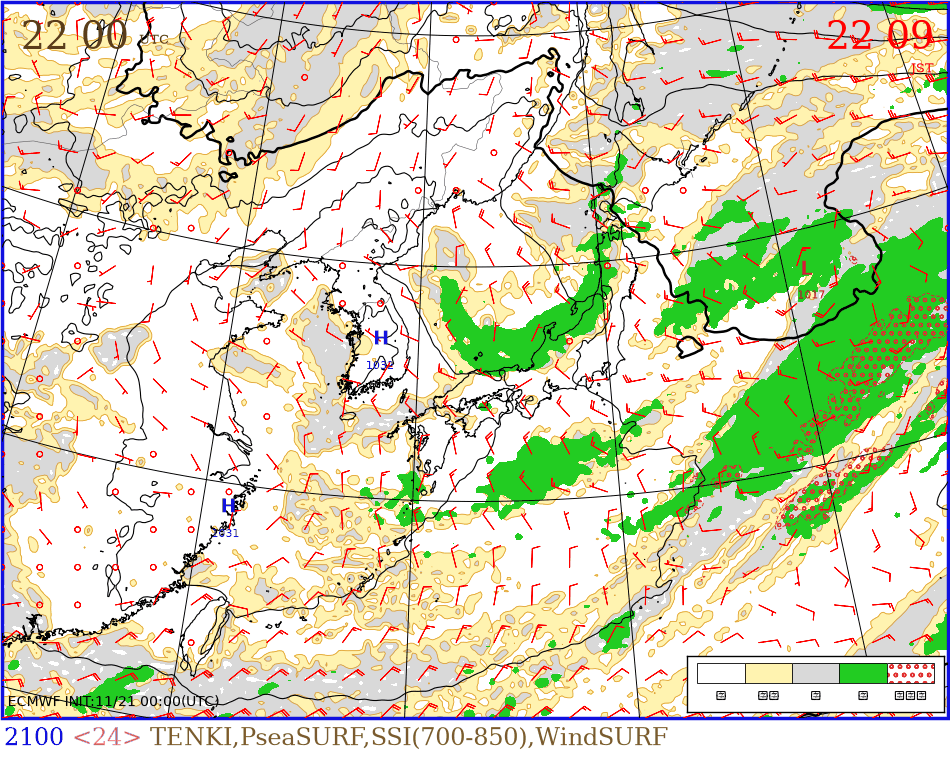 22 00 UTC
22 09
JST
L
1017
H
1032
H
1031
ECMWF INIT:11/21 00:00(UTC)
2100 <24> TENKI,PseaSURF,SSI(700-850),WindSURF